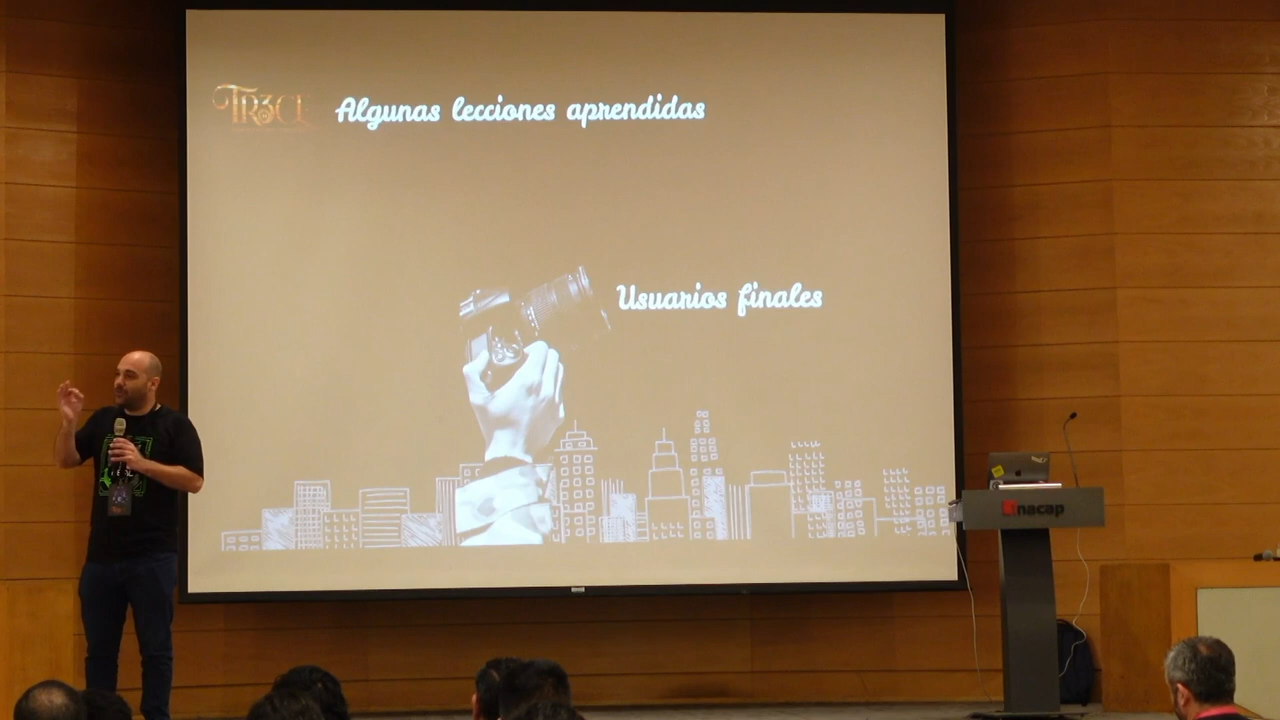 TR3CE
Algunas lecciones aprendidas
Usuarios finales
inacap